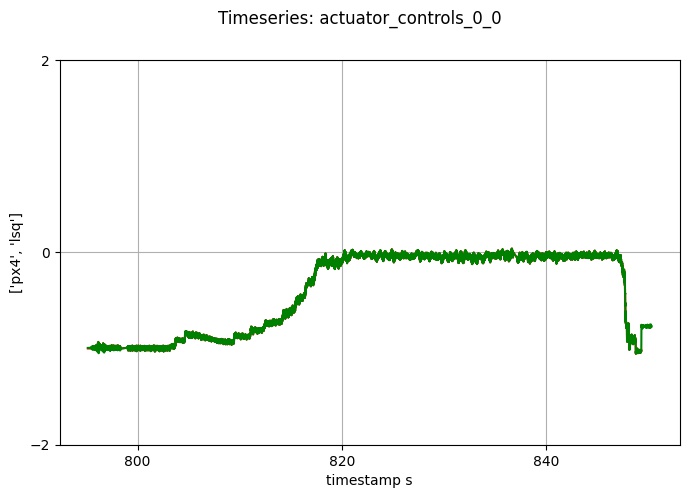 Timeseries: actuator_controls_0_0
['px4', 'lsq']
2
0
−2
800
820
840
timestamp s